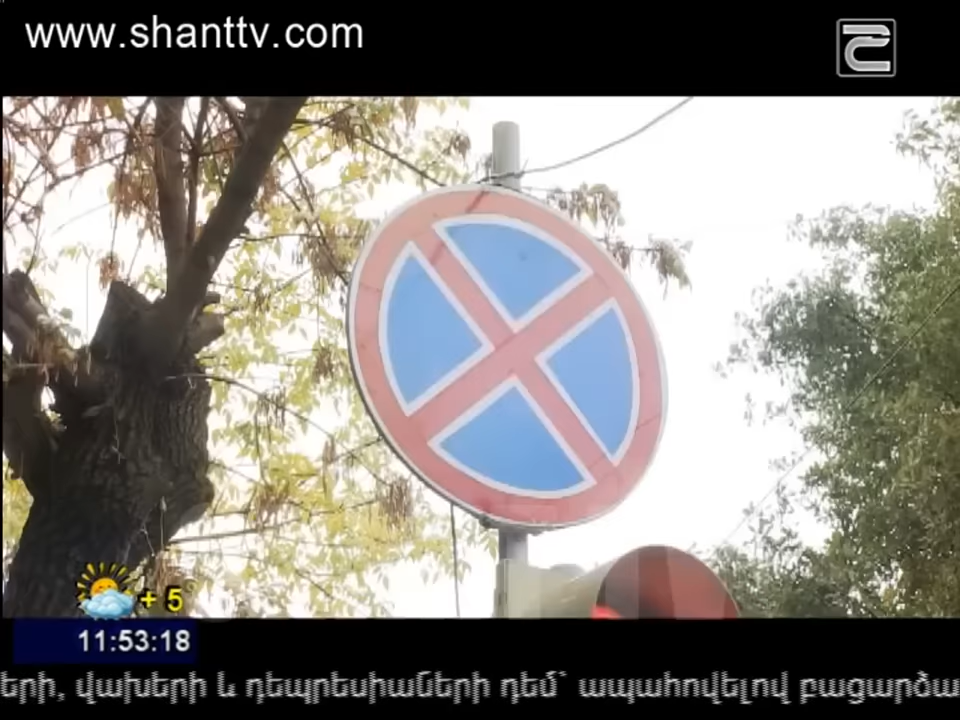 www.shanttv.com
+ 5
11:53:18
երի, վախերի և դեպրեսիաների դեմ՝ ապահովելով բացարձա